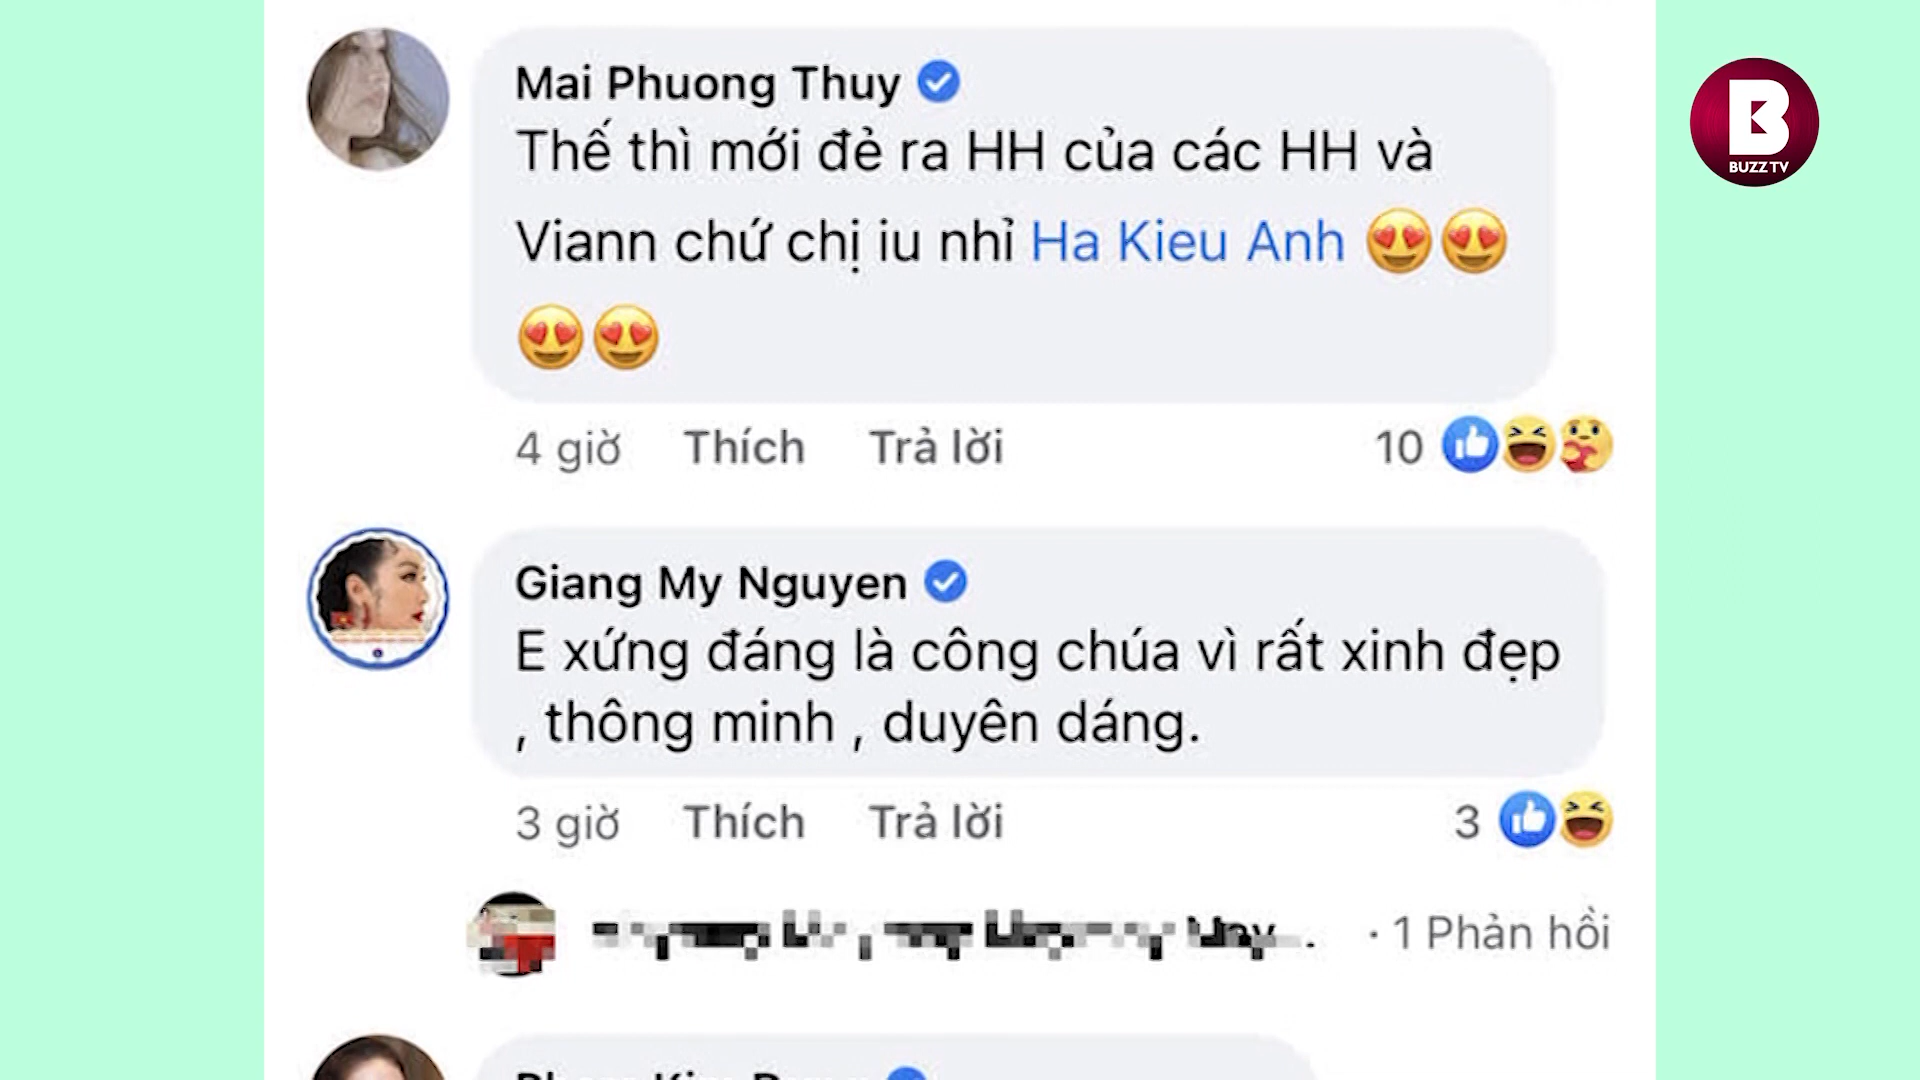 Mai Phuong Thuy
Thế thì mới đẻ ra HH của các HH và
Viann chứ chị iu nhỉ Ha Kieu Anh 😍😍
😍😍
4 giờ Thích Trả lời 10
BUZZ TV
Giang My Nguyen
E xứng đáng là công chúa vì rất xinh đẹp
, thông minh , duyên dáng.
3 giờ Thích Trả lời 3
· 1 Phản hồi